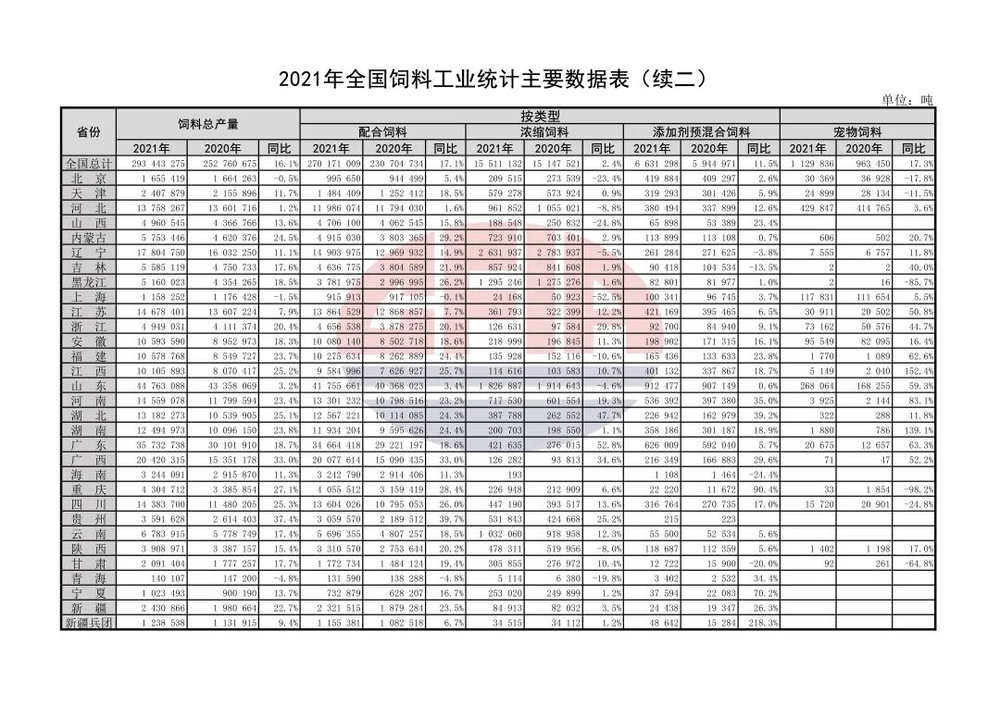 2021年全国饲料工业统计主要数据表（续二）
单位：吨
省份 饲料总产量 按类型
配合饲料 浓缩饲料 添加剂预混合饲料 宠物饲料
2021年 2020年 同比 2021年 2020年 同比 2021年 2020年 同比 2021年 2020年 同比 2021年 2020年 同比
全国总计 293 443 275 252 760 675 16.1% 270 171 009 230 704 734 17.1% 15 511 132 15 147 521 2.4% 6 631 298 5 944 971 11.5% 1 129 836 963 450 17.3%
北 京 1 655 419 1 664 263 -0.5% 995 650 944 499 5.4% 209 515 273 539 -23.4% 419 884 409 297 2.6% 30 369 36 928 -17.8%
天 津 2 407 879 2 155 896 11.7% 1 484 409 1 252 412 18.5% 579 278 573 924 0.9% 319 293 301 426 5.9% 24 899 28 134 -11.5%
河 北 13 758 267 13 601 716 1.2% 11 986 074 11 794 030 1.6% 961 852 1 055 021 -8.8% 380 494 337 899 12.6% 429 847 414 765 3.6%
山 西 4 960 545 4 366 766 13.6% 4 706 100 4 062 545 15.8% 188 548 250 832 -24.8% 65 898 53 389 23.4%
内蒙古 5 753 446 4 620 376 24.5% 4 915 030 3 803 365 29.2% 723 910 703 401 2.9% 113 899 113 108 0.7% 606 502 20.7%
辽 宁 17 804 750 16 032 250 11.1% 14 903 975 12 969 932 14.9% 2 631 937 2 783 937 -5.5% 261 284 271 625 -3.8% 7 555 6 757 11.8%
吉 林 5 585 119 4 750 733 17.6% 4 636 775 3 804 589 21.9% 857 924 841 608 1.9% 90 418 104 534 -13.5% 2 2 40.0%
黑龙江 5 160 023 4 354 265 18.5% 3 781 975 2 996 995 26.2% 1 295 246 1 275 276 1.6% 82 801 81 977 1.0% 2 16 -85.7%
上 海 1 158 252 1 176 428 -1.5% 915 913 917 105 -0.1% 24 168 50 923 -52.5% 100 341 96 745 3.7% 117 831 111 654 5.5%
江 苏 14 678 401 13 607 224 7.9% 13 864 529 12 868 857 7.7% 361 793 322 399 12.2% 421 169 395 465 6.5% 30 911 20 502 50.8%
浙 江 4 949 031 4 111 374 20.4% 4 656 538 3 878 275 20.1% 126 631 97 584 29.8% 92 700 84 940 9.1% 73 162 50 576 44.7%
安 徽 10 593 590 8 952 973 18.3% 10 080 140 8 502 718 18.6% 218 999 196 845 11.3% 198 902 171 315 16.1% 95 549 82 095 16.4%
福 建 10 578 768 8 549 727 23.7% 10 275 634 8 262 889 24.4% 135 928 152 116 -10.6% 165 436 133 633 23.8% 1 770 1 089 62.6%
江 西 10 105 893 8 070 417 25.2% 9 584 996 7 626 927 25.7% 114 616 103 583 10.7% 401 132 337 867 18.7% 5 149 2 040 152.4%
山 东 44 763 088 43 358 069 3.2% 41 755 661 40 368 023 3.4% 1 826 887 1 914 643 -4.6% 912 477 907 149 0.6% 268 064 168 255 59.3%
河 南 14 559 078 11 799 594 23.4% 13 301 232 10 798 516 23.2% 717 530 601 554 19.3% 536 392 397 380 35.0% 3 925 2 144 83.1%
湖 北 13 182 273 10 539 905 25.1% 12 567 221 10 114 085 24.3% 387 788 262 552 47.7% 226 942 162 979 39.2% 322 288 11.8%
湖 南 12 494 973 10 096 150 23.8% 11 934 204 9 595 626 24.4% 200 703 198 550 1.1% 358 186 301 187 18.9% 1 880 786 139.1%
广 东 35 732 738 30 101 910 18.7% 34 664 418 29 221 197 18.6% 421 635 276 015 52.8% 626 009 592 040 5.7% 20 675 12 657 63.3%
广 西 20 420 315 15 351 178 33.0% 20 077 614 15 090 435 33.0% 126 282 93 813 34.6% 216 349 166 883 29.6% 71 47 52.2%
海 南 3 244 091 2 915 870 11.3% 3 242 790 2 914 406 11.3% 193 1 108 1 464 -24.4%
重 庆 4 304 712 3 385 854 27.1% 4 055 512 3 159 419 28.4% 226 948 212 909 6.6% 22 220 11 672 90.4% 33 1 854 -98.2%
四 川 14 383 700 11 480 205 25.3% 13 604 026 10 795 053 26.0% 447 190 393 517 13.6% 316 764 270 735 17.0% 15 720 20 901 -24.8%
贵 州 3 591 628 2 614 403 37.4% 3 059 570 2 189 512 39.7% 531 843 424 668 25.2% 215 223
云 南 6 783 915 5 778 749 17.4% 5 696 355 4 807 257 18.5% 1 032 060 918 958 12.3% 55 500 52 534 5.6%
陕 西 3 908 971 3 387 157 15.4% 3 310 570 2 753 644 20.2% 478 311 519 956 -8.0% 118 687 112 359 5.6% 1 402 1 198 17.0%
甘 肃 2 091 404 1 777 257 17.7% 1 772 734 1 484 124 19.4% 305 855 276 972 10.4% 12 722 15 900 -20.0% 92 261 -64.8%
青 海 140 107 147 200 -4.8% 131 590 138 288 -4.8% 5 114 6 380 -19.8% 3 402 2 532 34.4%
宁 夏 1 023 493 900 190 13.7% 732 879 628 207 16.7% 253 020 249 899 1.2% 37 594 22 083 70.2%
新 疆 2 430 866 1 980 664 22.7% 2 321 515 1 879 284 23.5% 84 913 82 032 3.5% 24 438 19 347 26.3%
新疆兵团 1 238 538 1 131 915 9.4% 1 155 381 1 082 518 6.7% 34 515 34 112 1.2% 48 642 15 284 218.3%